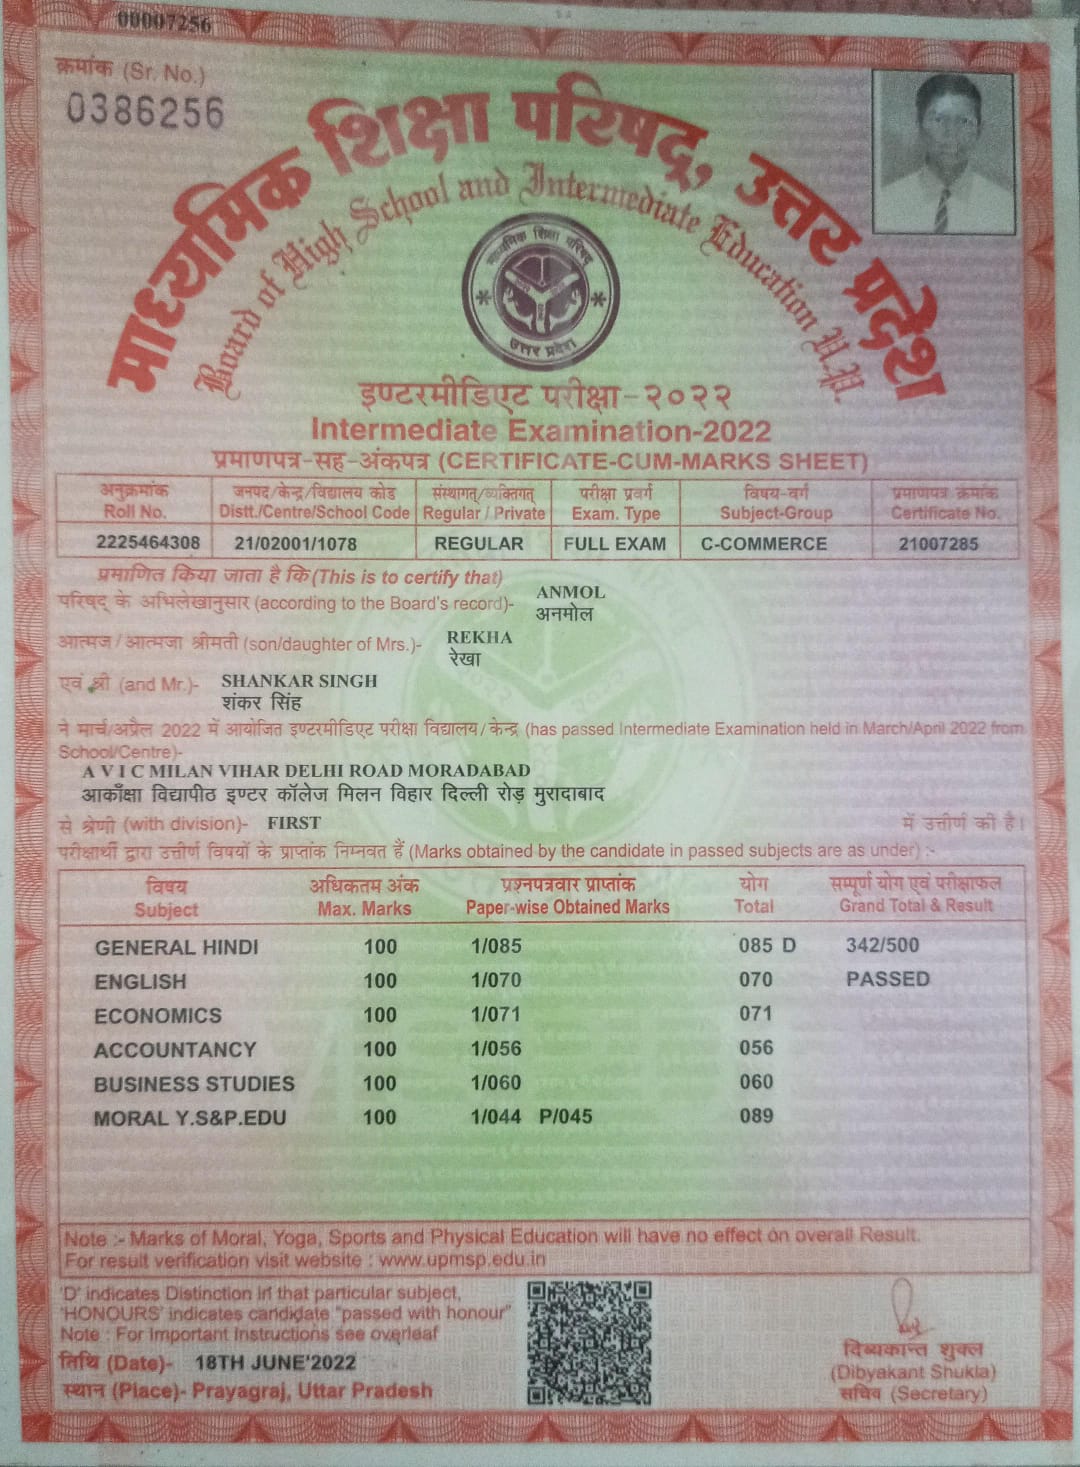 00007256
क्रमांक (Sr. No.)
0386256
माध्यमिक शिक्षा परिषद्, उत्तर प्रदेश
Board of High School and Intermediate Education U.P.
माध्यमिक शिक्षा परिषद्
उत्तर प्रदेश
इण्टरमीडिएट परीक्षा-२०२२
Intermediate Examination-2022
प्रमाणपत्र-सह-अंकपत्र (CERTIFICATE-CUM-MARKS SHEET)
अनुक्रमांक जनपद/केन्द्र/विद्यालय कोड संस्थागत्/व्यक्तिगत् परीक्षा प्रवर्ग विषय-वर्ग प्रमाणपत्र क्रमांक
Roll No. Distt./Centre/School Code Regular / Private Exam. Type Subject-Group Certificate No.
2225464308 21/02001/1078 REGULAR FULL EXAM C-COMMERCE 21007285
प्रमाणित किया जाता है कि (This is to certify that)
परिषद् के अभिलेखानुसार (according to the Board's record)- ANMOL
अनमोल
आत्मज / आत्मजा श्रीमती (son/daughter of Mrs.)- REKHA
रेखा
एवं श्री (and Mr.)- SHANKAR SINGH
शंकर सिंह
ने मार्च/अप्रैल 2022 में आयोजित इण्टरमीडिएट परीक्षा विद्यालय/केन्द्र (has passed Intermediate Examination held in March/April 2022 from
School/Centre)-
A V I C MILAN VIHAR DELHI ROAD MORADABAD
आकाँक्षा विद्यापीठ इण्टर कॉलेज मिलन विहार दिल्ली रोड़ मुरादाबाद
से श्रेणी (with division)- FIRST में उत्तीर्ण की है।
परीक्षार्थी द्वारा उत्तीर्ण विषयों के प्राप्तांक निम्नवत हैं (Marks obtained by the candidate in passed subjects are as under) :-
विषय अधिकतम अंक प्रश्नपत्रवार प्राप्तांक योग सम्पूर्ण योग एवं परीक्षाफल
Subject Max. Marks Paper-wise Obtained Marks Total Grand Total & Result
GENERAL HINDI 100 1/085 085 D 342/500
ENGLISH 100 1/070 070 PASSED
ECONOMICS 100 1/071 071
ACCOUNTANCY 100 1/056 056
BUSINESS STUDIES 100 1/060 060
MORAL Y.S&P.EDU 100 1/044 P/045 089
Note :- Marks of Moral, Yoga, Sports and Physical Education will have no effect on overall Result.
For result verification visit website : www.upmsp.edu.in
'D' indicates Distinction in that particular subject,
'HONOURS' indicates candidate "passed with honour"
Note : For Important Instructions see overleaf
तिथि (Date)- 18TH JUNE'2022
स्थान (Place)- Prayagraj, Uttar Pradesh
दिब्यकान्त शुक्ल
(Dibyakant Shukla)
सचिव (Secretary)